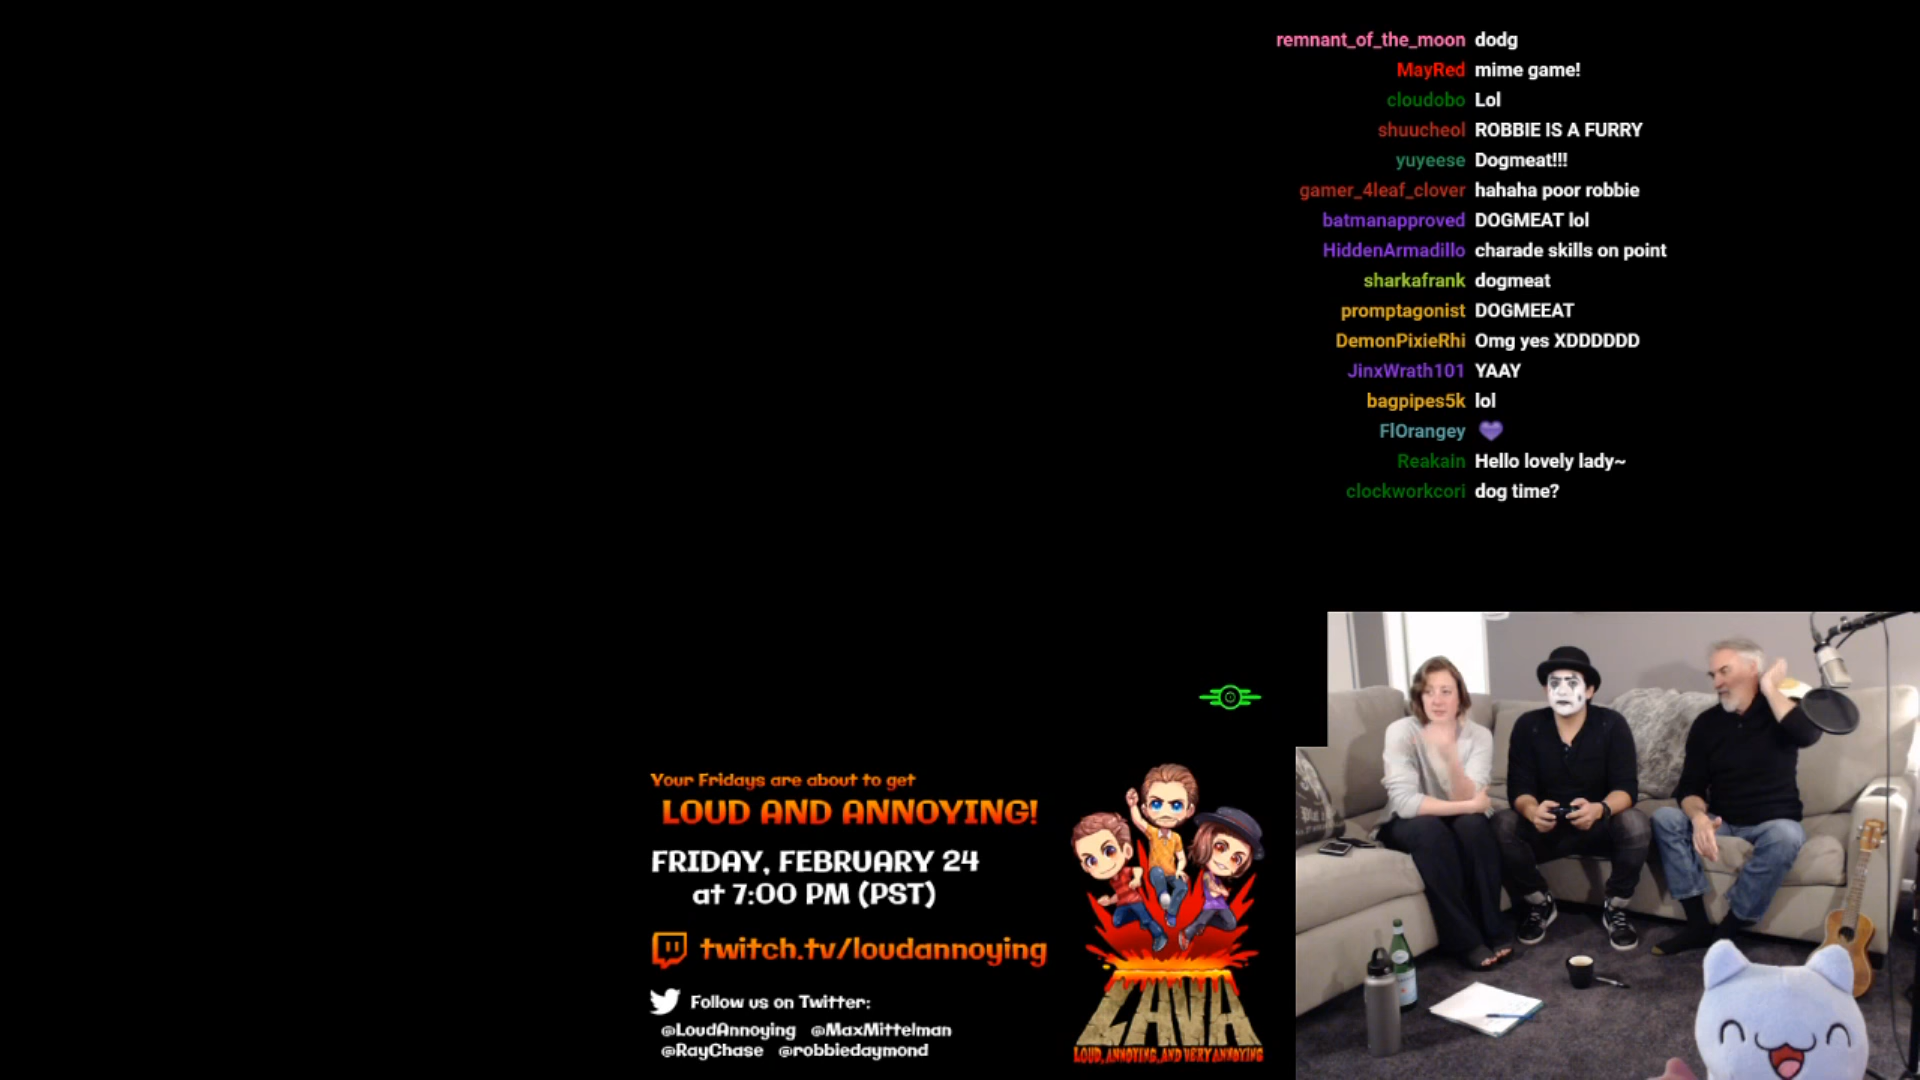 remnant_of_the_moon dodg
MayRed mime game!
cloudobo Lol
shuucheol ROBBIE IS A FURRY
yuyeese Dogmeat!!!
gamer_4leaf_clover hahaha poor robbie
batmanapproved DOGMEAT lol
HiddenArmadillo charade skills on point
sharkafrank dogmeat
promptagonist DOGMEEAT
DemonPixieRhi Omg yes XDDDDDD
JinxWrath101 YAAY
bagpipes5k lol
FlOrangey 💜
Reakain Hello lovely lady~
clockworkcori dog time?
Your Fridays are about to get
LOUD AND ANNOYING!
FRIDAY, FEBRUARY 24
at 7:00 PM (PST)
twitch.tv/loudannoying
Follow us on Twitter:
@LoudAnnoying @MaxMittelman
@RayChase @robbiedaymond
LAVA
LOUD, ANNOYING, AND VERY ANNOYING